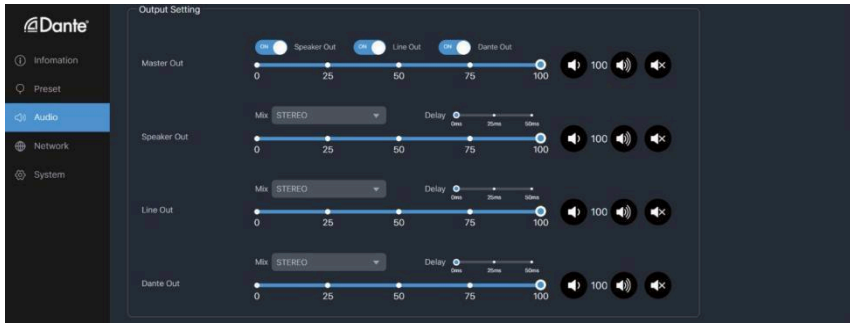 Output Setting
Dante®
Infomation
Preset
Audio
Network
System
ON Speaker Out ON Line Out ON Dante Out
Master Out
0 25 50 75 100
100
Mix STEREO Delay 0ms 25ms 50ms
Speaker Out
0 25 50 75 100
100
Mix STEREO Delay 0ms 25ms 50ms
Line Out
0 25 50 75 100
100
Mix STEREO Delay 0ms 25ms 50ms
Dante Out
0 25 50 75 100
100